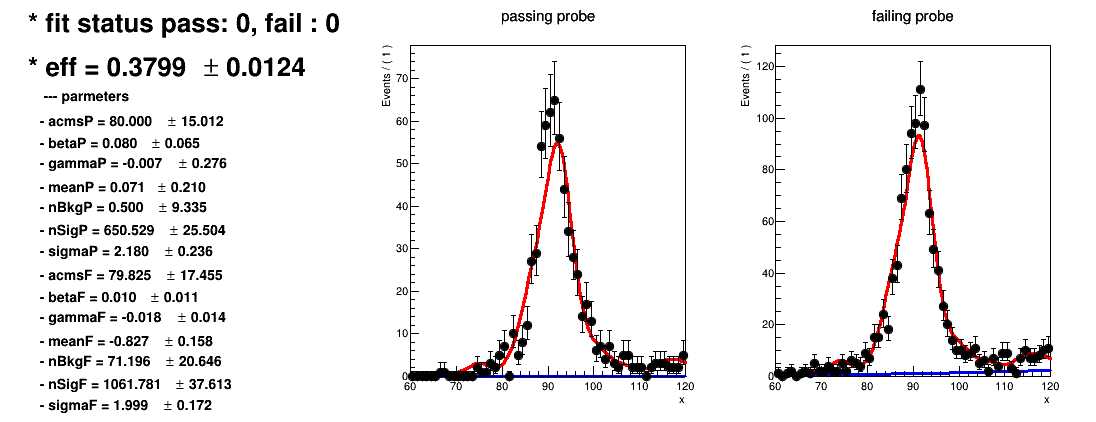 * fit status pass: 0, fail : 0
* eff = 0.3799 ± 0.0124
--- parmeters
- acmsP = 80.000 ± 15.012
- betaP = 0.080 ± 0.065
- gammaP = -0.007 ± 0.276
- meanP = 0.071 ± 0.210
- nBkgP = 0.500 ± 9.335
- nSigP = 650.529 ± 25.504
- sigmaP = 2.180 ± 0.236
- acmsF = 79.825 ± 17.455
- betaF = 0.010 ± 0.011
- gammaF = -0.018 ± 0.014
- meanF = -0.827 ± 0.158
- nBkgF = 71.196 ± 20.646
- nSigF = 1061.781 ± 37.613
- sigmaF = 1.999 ± 0.172
passing probe
Events / ( 1 )
70
60
50
40
30
20
10
0
60 70 80 90 100 110 120
x
failing probe
Events / ( 1 )
120
100
80
60
40
20
0
60 70 80 90 100 110 120
x